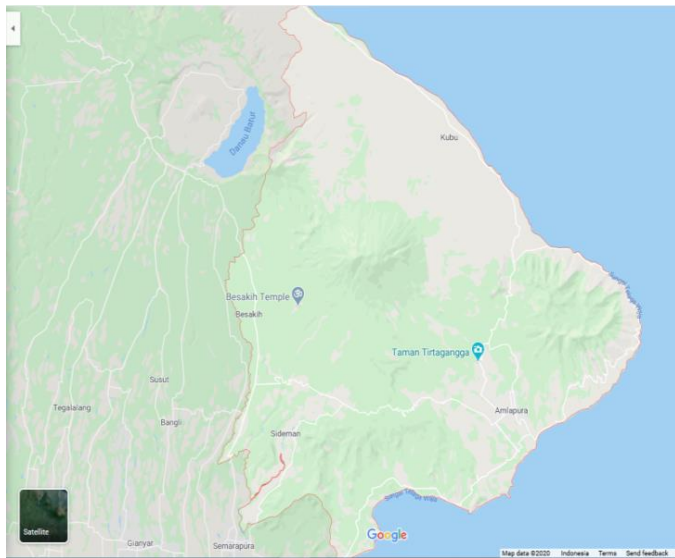 Kubu
Danau Batur
Besakih Temple
Besakih
Taman Tirtagangga
Susut
Tegalalang
Bangli
Amlapura
Sideman
Satellite
Google
Gianyar
Semarapura
Map data ©2020 Indonesia Terms Send feedback